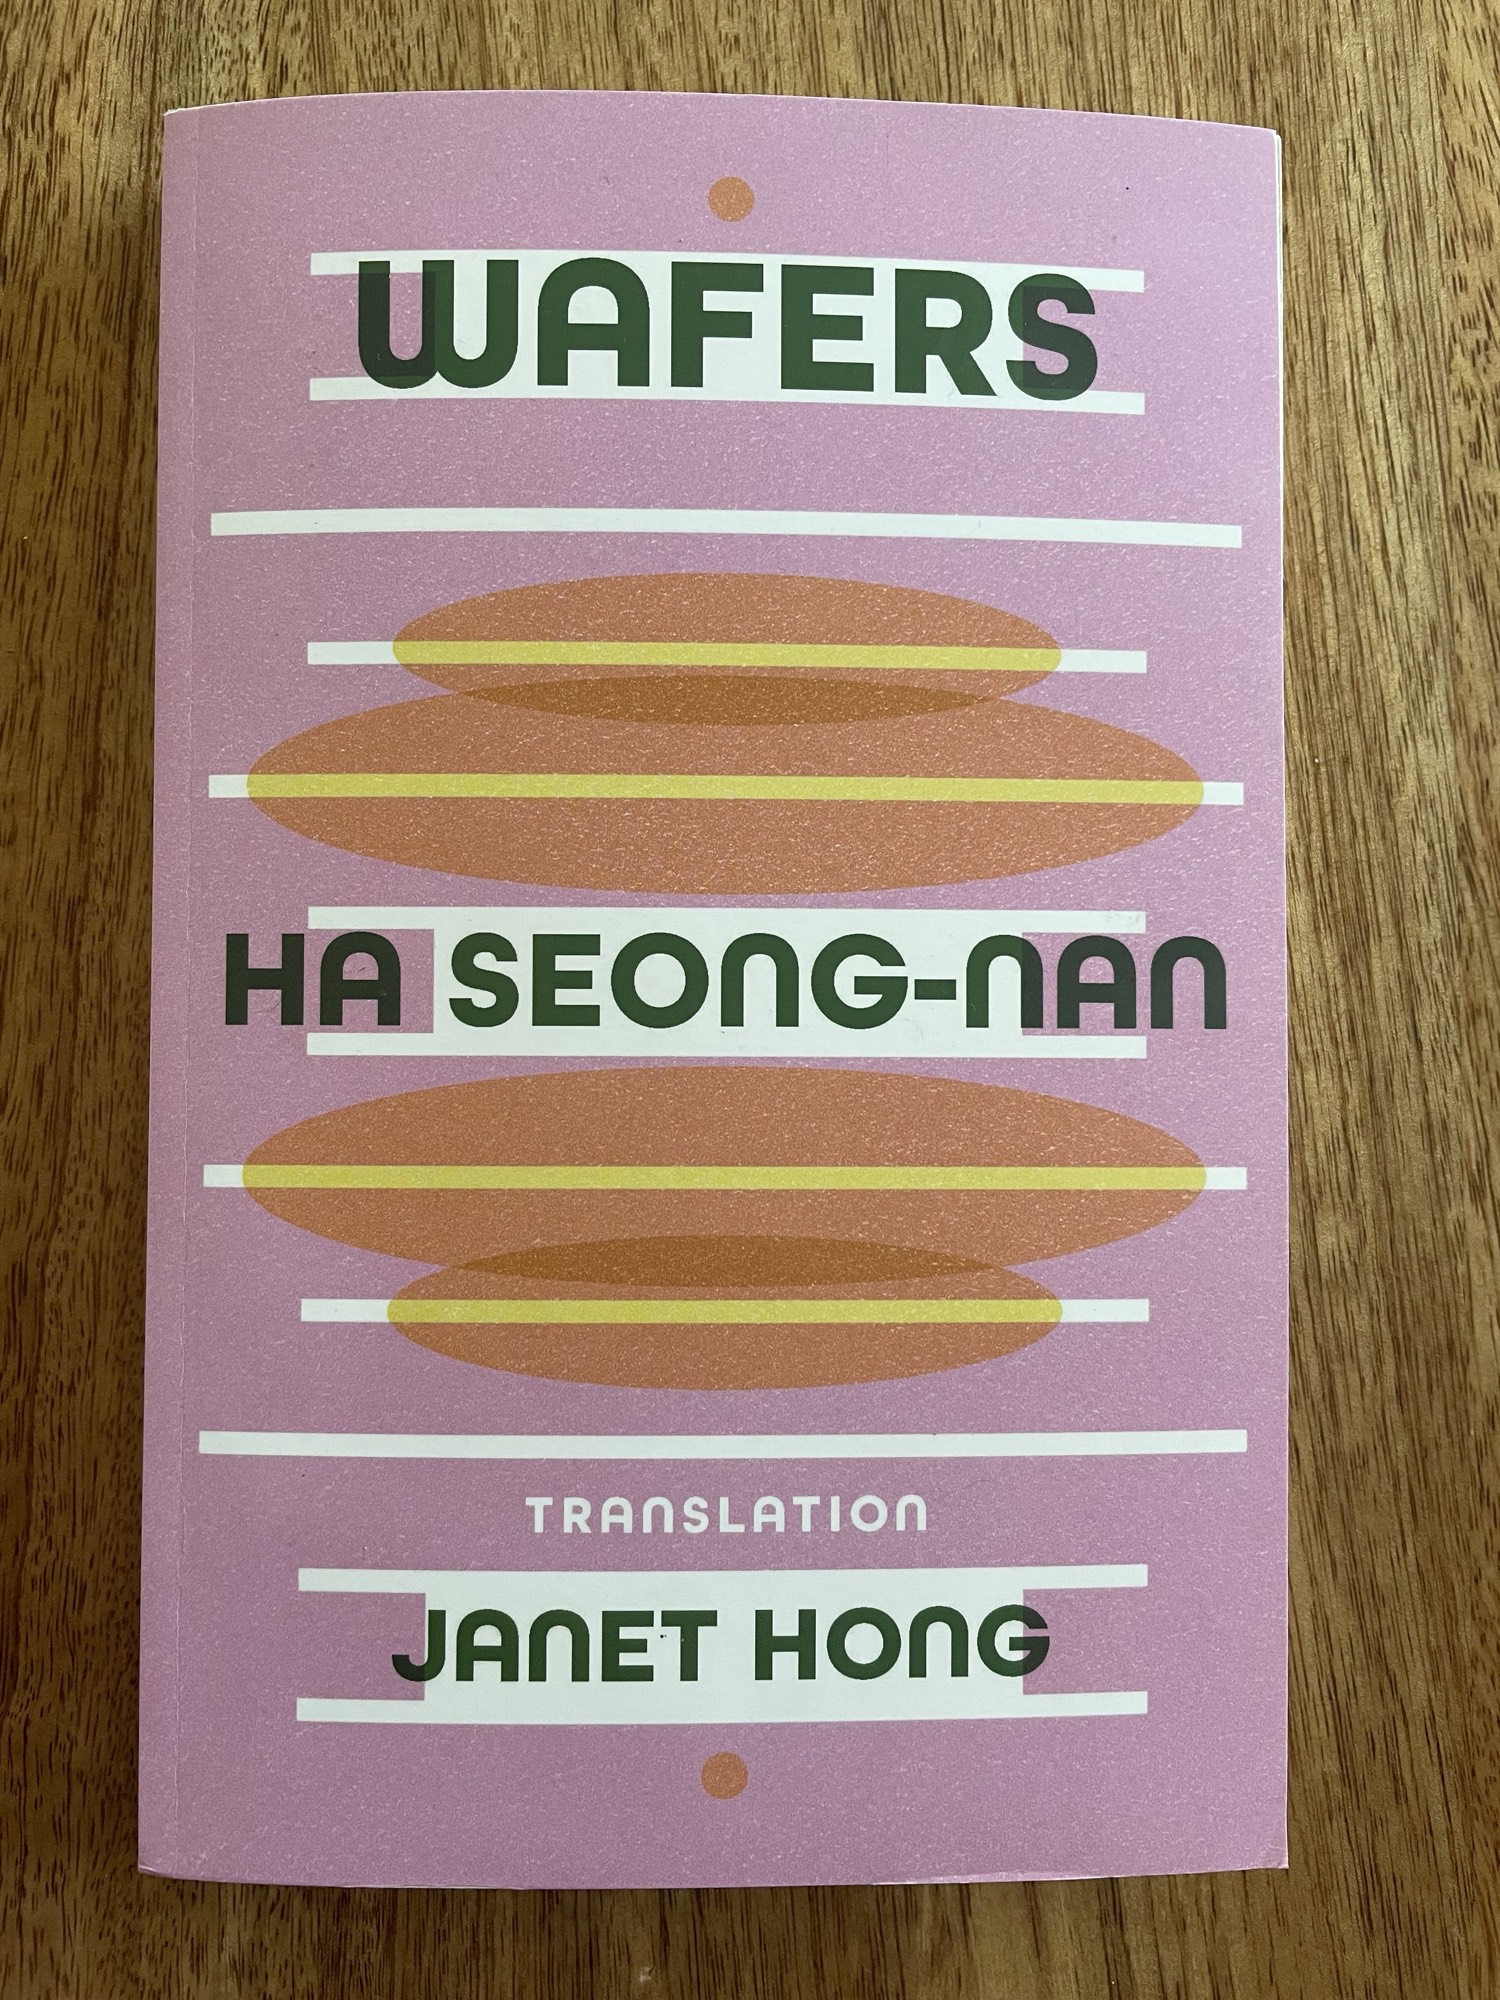 WAFERS
HA SEONG-NAN
TRANSLATION
JANET HONG